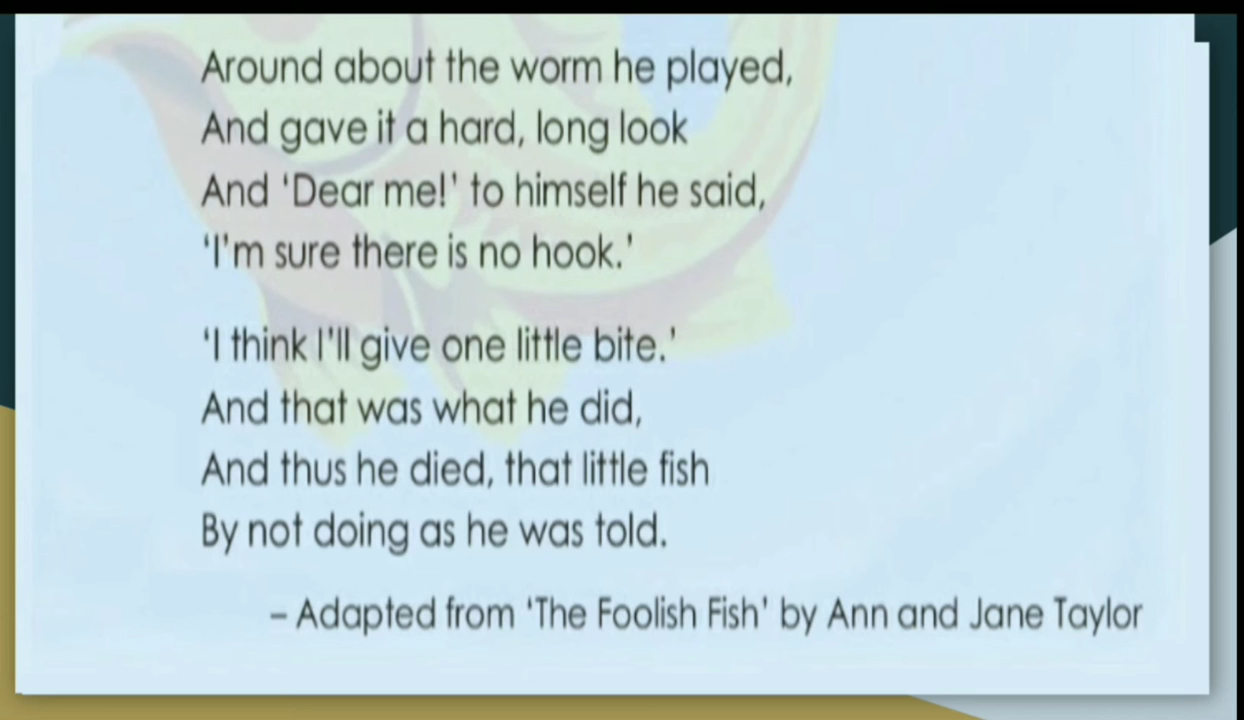 Around about the worm he played,
And gave it a hard, long look
And 'Dear me!' to himself he said,
'I'm sure there is no hook.'
'I think I'll give one little bite.'
And that was what he did,
And thus he died, that little fish
By not doing as he was told.
– Adapted from 'The Foolish Fish' by Ann and Jane Taylor